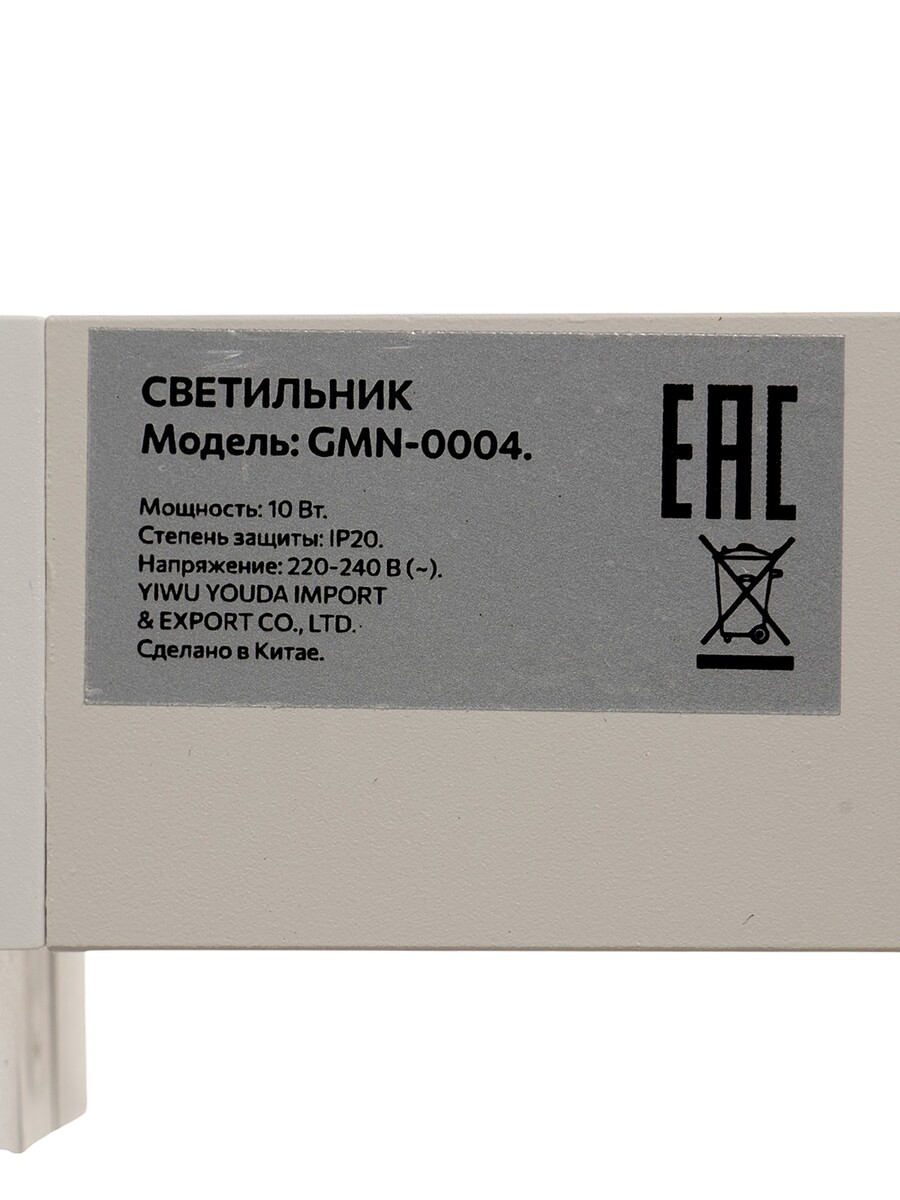 СВЕТИЛЬНИК
Модель: GMN-0004.
EAC
Мощность: 10 Вт.
Степень защиты: IP20.
Напряжение: 220-240 В (~).
YIWU YOUDA IMPORT
& EXPORT CO., LTD.
Сделано в Китае.